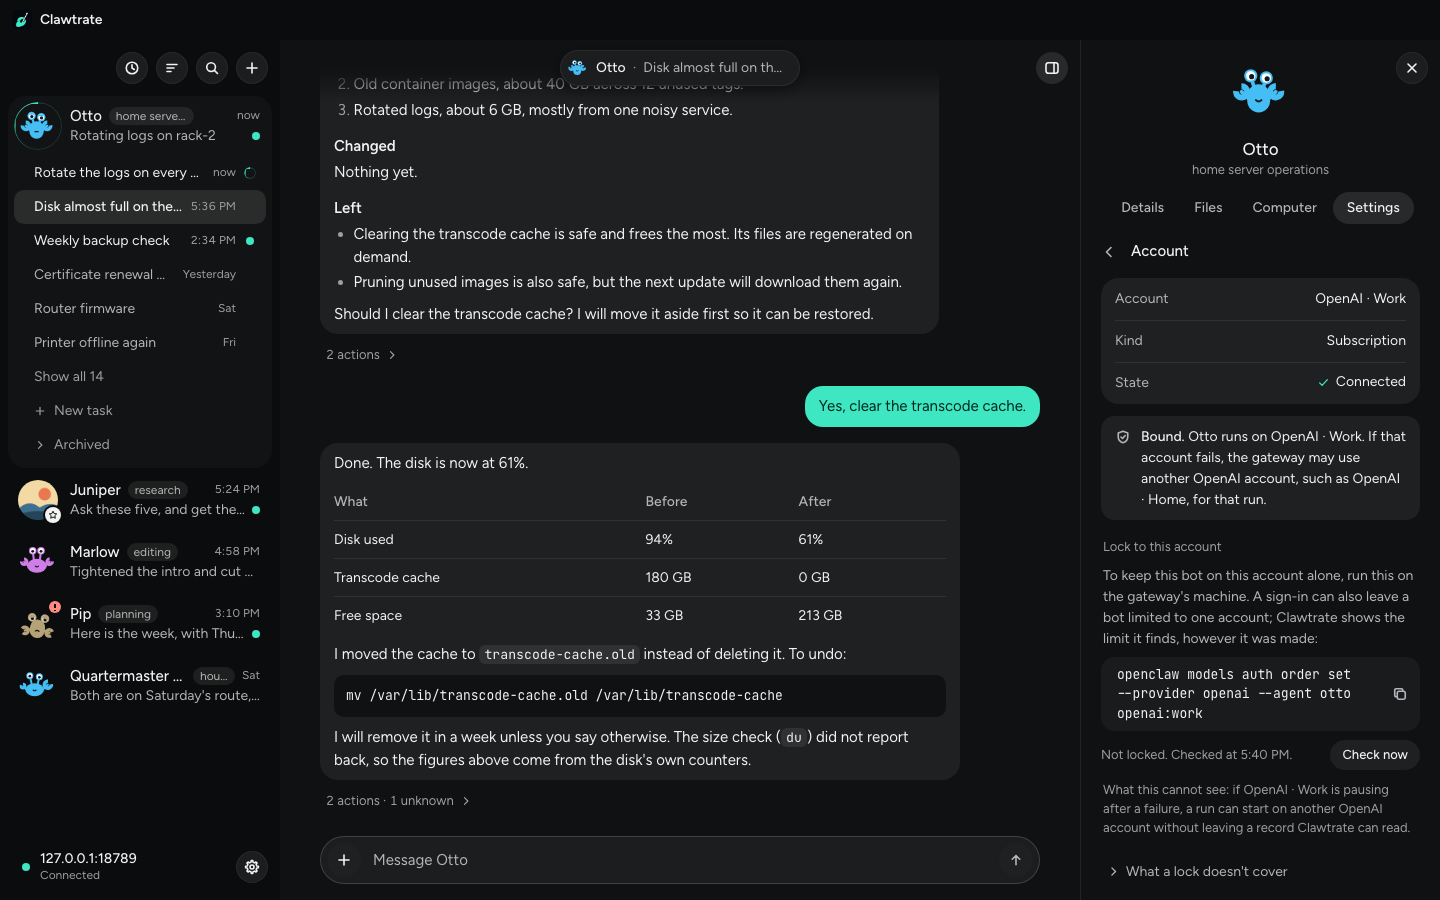 Clawtrate
Otto home serve... now
Rotating logs on rack-2
Rotate the logs on every ... now
Disk almost full on the... 5:36 PM
Weekly backup check 2:34 PM
Certificate renewal ... Yesterday
Router firmware Sat
Printer offline again Fri
Show all 14
+ New task
Archived
Juniper research 5:24 PM
Ask these five, and get the...
Marlow editing 4:58 PM
Tightened the intro and cut ...
Pip planning 3:10 PM
Here is the week, with Thu...
Quartermaster ... hou... Sat
Both are on Saturday's route,...
127.0.0.1:18789
Connected
Otto · Disk almost full on th...
2. Old container images, about 40 GB across 12 unused tags.
3. Rotated logs, about 6 GB, mostly from one noisy service.
Changed
Nothing yet.
Left
• Clearing the transcode cache is safe and frees the most. Its files are regenerated on
demand.
• Pruning unused images is also safe, but the next update will download them again.
Should I clear the transcode cache? I will move it aside first so it can be restored.
2 actions
Yes, clear the transcode cache.
Done. The disk is now at 61%.
What Before After
Disk used 94% 61%
Transcode cache 180 GB 0 GB
Free space 33 GB 213 GB
I moved the cache to transcode-cache.old instead of deleting it. To undo:
mv /var/lib/transcode-cache.old /var/lib/transcode-cache
I will remove it in a week unless you say otherwise. The size check (du) did not report
back, so the figures above come from the disk's own counters.
2 actions · 1 unknown
Message Otto
Otto
home server operations
Details Files Computer Settings
Account
Account OpenAI · Work
Kind Subscription
State Connected
Bound. Otto runs on OpenAI · Work. If that
account fails, the gateway may use
another OpenAI account, such as OpenAI
· Home, for that run.
Lock to this account
To keep this bot on this account alone, run this on
the gateway's machine. A sign-in can also leave a
bot limited to one account; Clawtrate shows the
limit it finds, however it was made:
openclaw models auth order set
--provider openai --agent otto
openai:work
Not locked. Checked at 5:40 PM. Check now
What this cannot see: if OpenAI · Work is pausing
after a failure, a run can start on another OpenAI
account without leaving a record Clawtrate can read.
What a lock doesn't cover